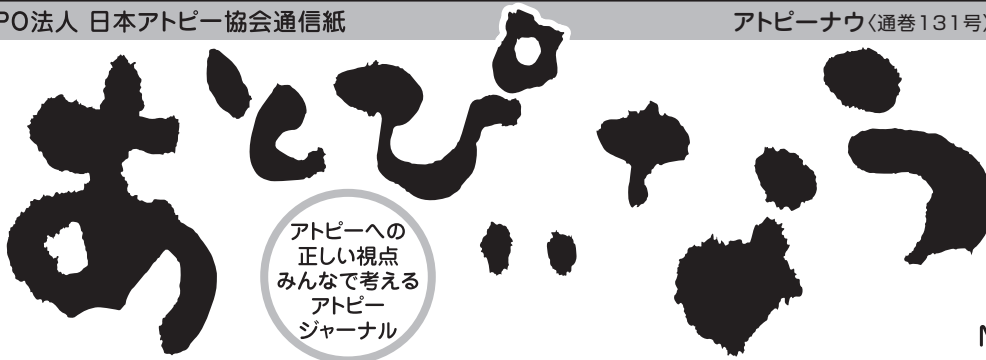 PO法人 日本アトピー協会通信紙
アトピーナウ〈通巻131号〉
あとぴぃなう
アトピーへの
正しい視点
みんなで考える
アトピー
ジャーナル
N